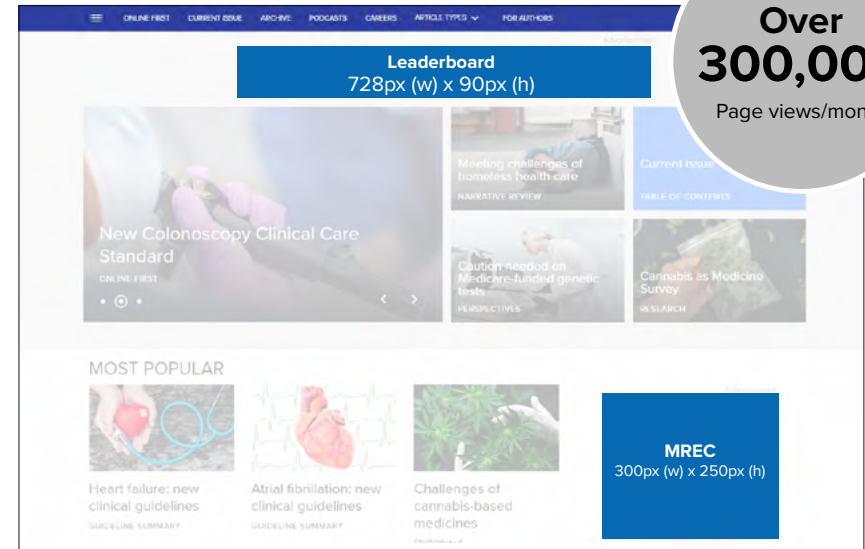 ONLINE FIRST CURRENT ISSUE ARCHIVE PODCASTS CAREERS ARTICLE TYPES FOR AUTHORS
Over
300,00
Page views/mon
Advertisement
Leaderboard
728px (w) x 90px (h)
New Colonoscopy Clinical Care
Standard
ONLINE FIRST
Meeting challenges of
homeless health care
NARRATIVE REVIEW
Current issue
TABLE OF CONTENTS
Caution needed on
Medicare-funded genetic
tests
PERSPECTIVES
Cannabis as Medicine
Survey
RESEARCH
MOST POPULAR
Advertisement
MREC
300px (w) x 250px (h)
Heart failure: new
clinical guidelines
GUIDELINE SUMMARY
Atrial fibrillation: new
clinical guidelines
GUIDELINE SUMMARY
Challenges of
cannabis-based
medicines